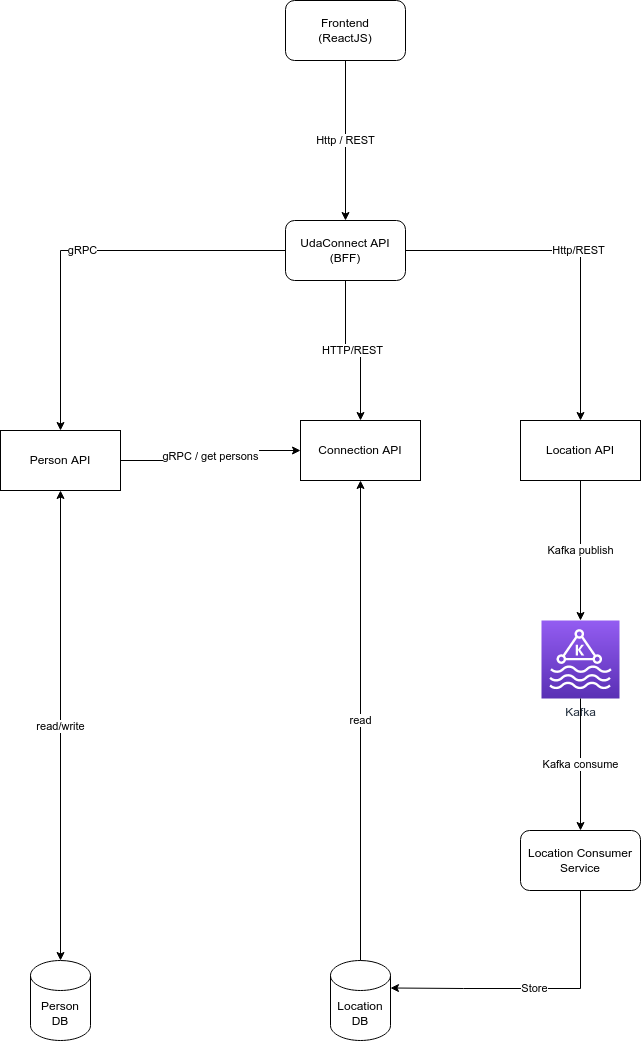 Frontend
(ReactJS)
Http / REST
UdaConnect API
(BFF)
gRPC
Http/REST
HTTP/REST
Person API
gRPC / get persons
Connection API
Location API
Kafka publish
K
Kafka
read/write
read
Kafka consume
Location Consumer
Service
Store
Person
DB
Location
DB